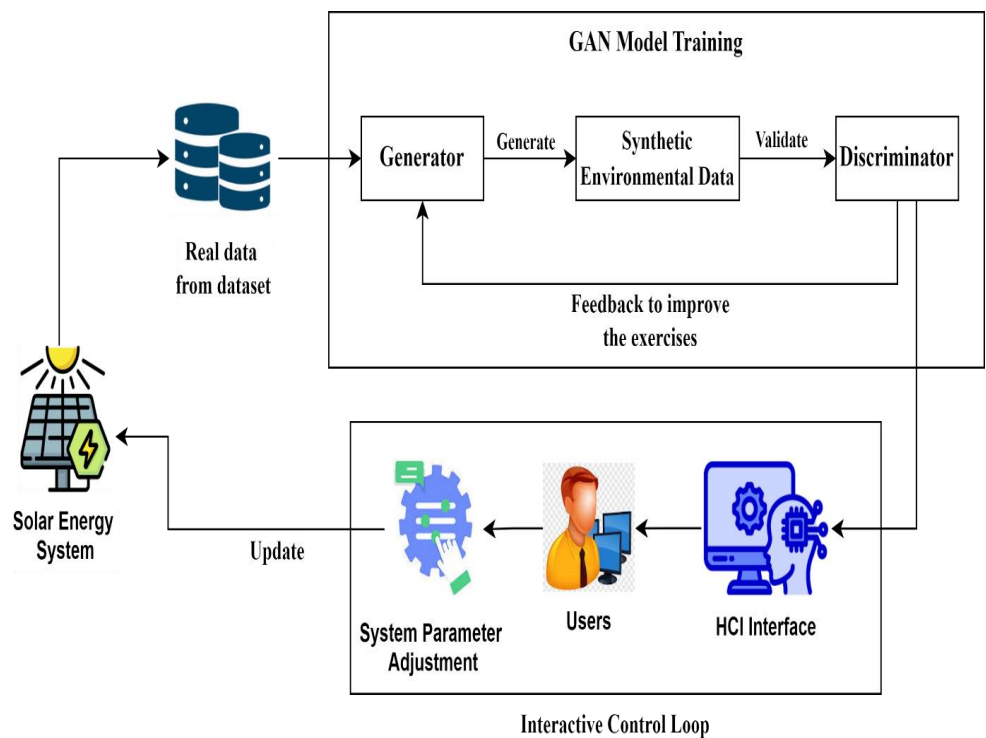 GAN Model Training
Generator
Generate
Synthetic
Environmental Data
Validate
Discriminator
Real data
from dataset
Feedback to improve
the exercises
Solar Energy
System
Update
System Parameter
Adjustment
Users
HCI Interface
Interactive Control Loop